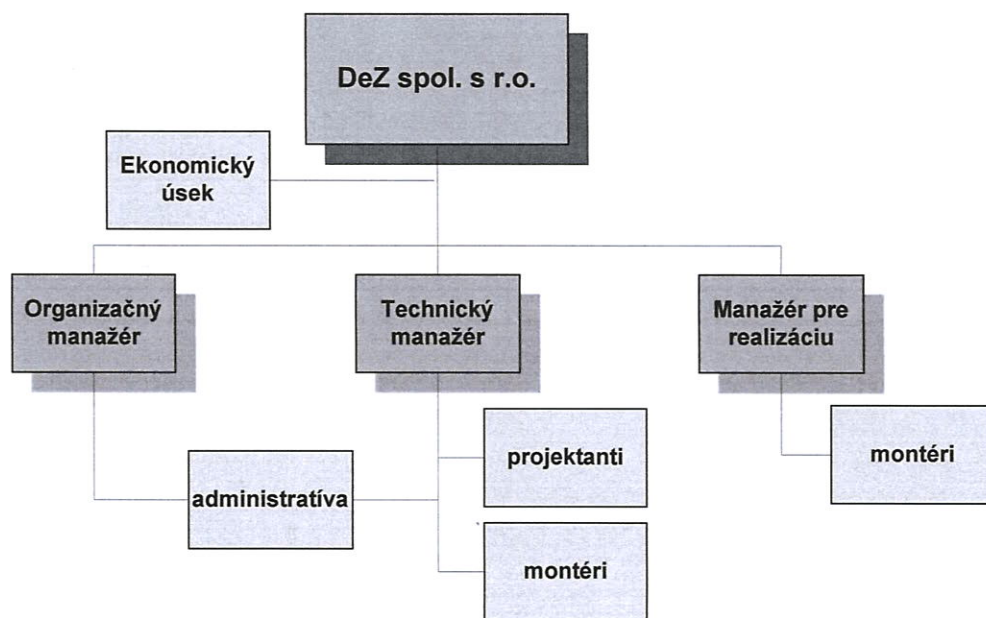 DeZ spol. s r.o.
Ekonomický
úsek
Organizačný
manažér
Technický
manažér
Manažér pre
realizáciu
administratíva
projektanti
montéri
montéri